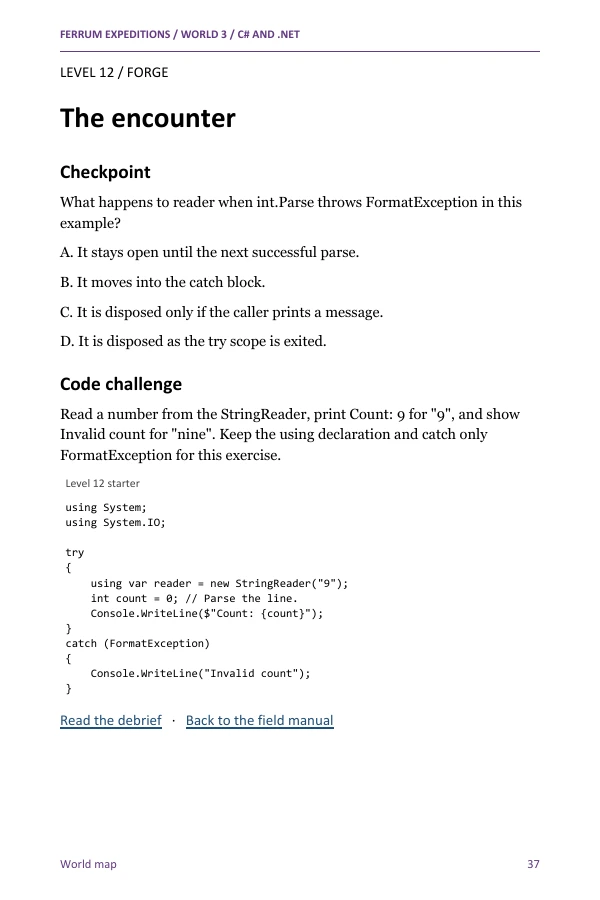 FERRUM EXPEDITIONS / WORLD 3 / C# AND .NET
LEVEL 12 / FORGE
The encounter
Checkpoint
What happens to reader when int.Parse throws FormatException in this
example?
A. It stays open until the next successful parse.
B. It moves into the catch block.
C. It is disposed only if the caller prints a message.
D. It is disposed as the try scope is exited.
Code challenge
Read a number from the StringReader, print Count: 9 for "9", and show
Invalid count for "nine". Keep the using declaration and catch only
FormatException for this exercise.
Level 12 starter
using System;
using System.IO;
try
{
    using var reader = new StringReader("9");
    int count = 0; // Parse the line.
    Console.WriteLine($"Count: {count}");
}
catch (FormatException)
{
    Console.WriteLine("Invalid count");
}
Read the debrief · Back to the field manual
World map 37